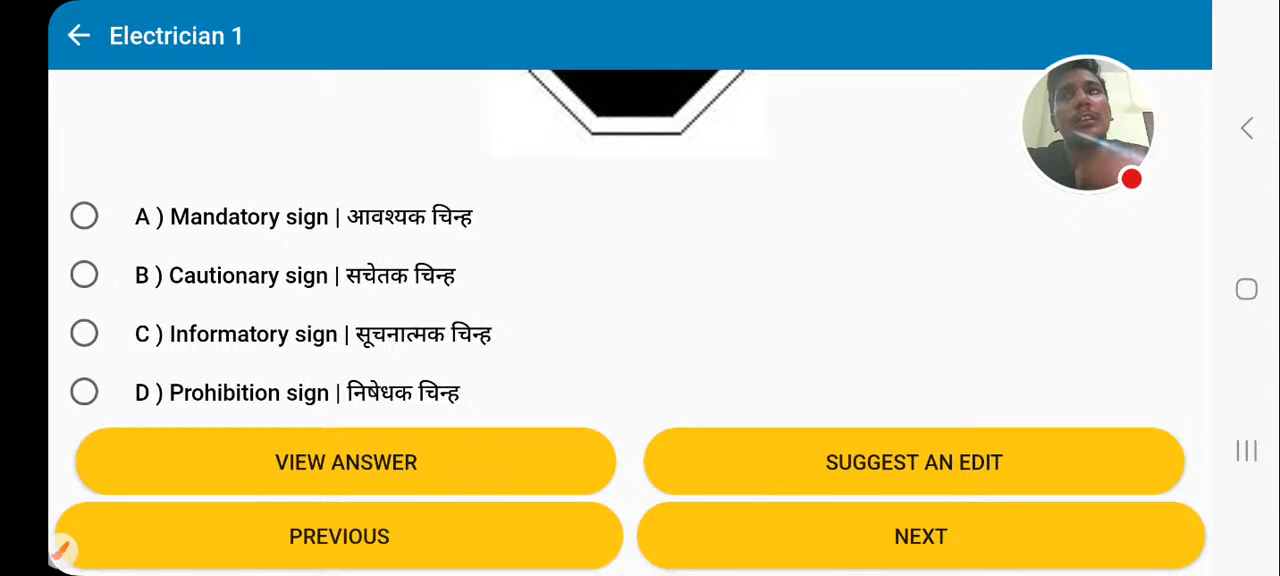 Electrician 1
A ) Mandatory sign | आवश्यक चिन्ह
B ) Cautionary sign | सचेतक चिन्ह
C ) Informatory sign | सूचनात्मक चिन्ह
D ) Prohibition sign | निषेधक चिन्ह
VIEW ANSWER
SUGGEST AN EDIT
PREVIOUS
NEXT